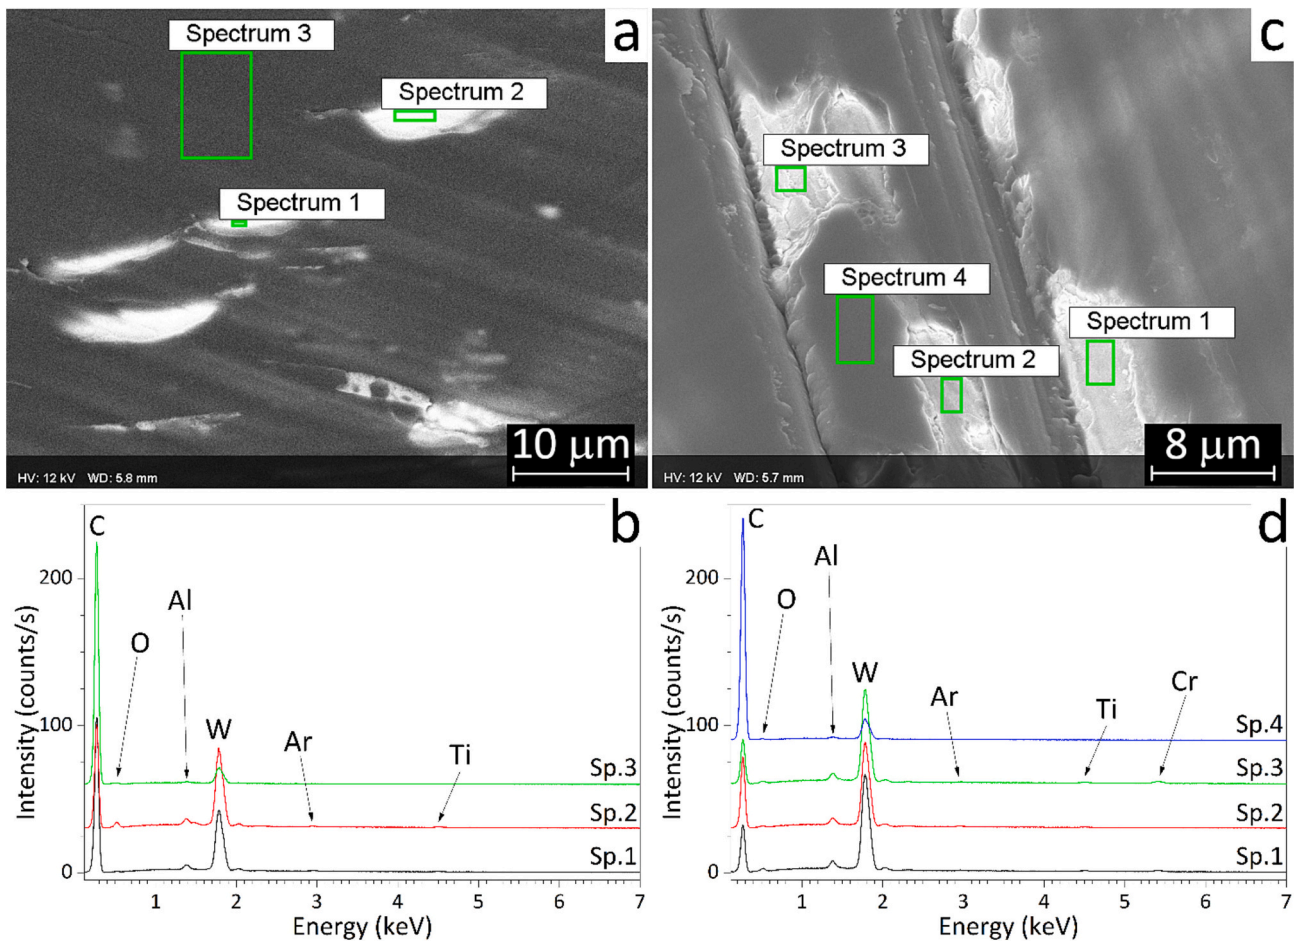 a
Spectrum 3
Spectrum 2
Spectrum 1
10 μm
HV: 12 kV WD: 5.8 mm
c
Spectrum 3
Spectrum 4
Spectrum 1
Spectrum 2
8 μm
HV: 12 kV WD: 5.7 mm
b
C
Al
O
W
Ar
Ti
Sp.3
Sp.2
Sp.1
200
100
0
Intensity (counts/s)
1 2 3 4 5 6 7
Energy (keV)
d
C
Al
O
W
Ar
Ti
Cr
Sp.4
Sp.3
Sp.2
Sp.1
200
100
0
Intensity (counts/s)
1 2 3 4 5 6 7
Energy (keV)